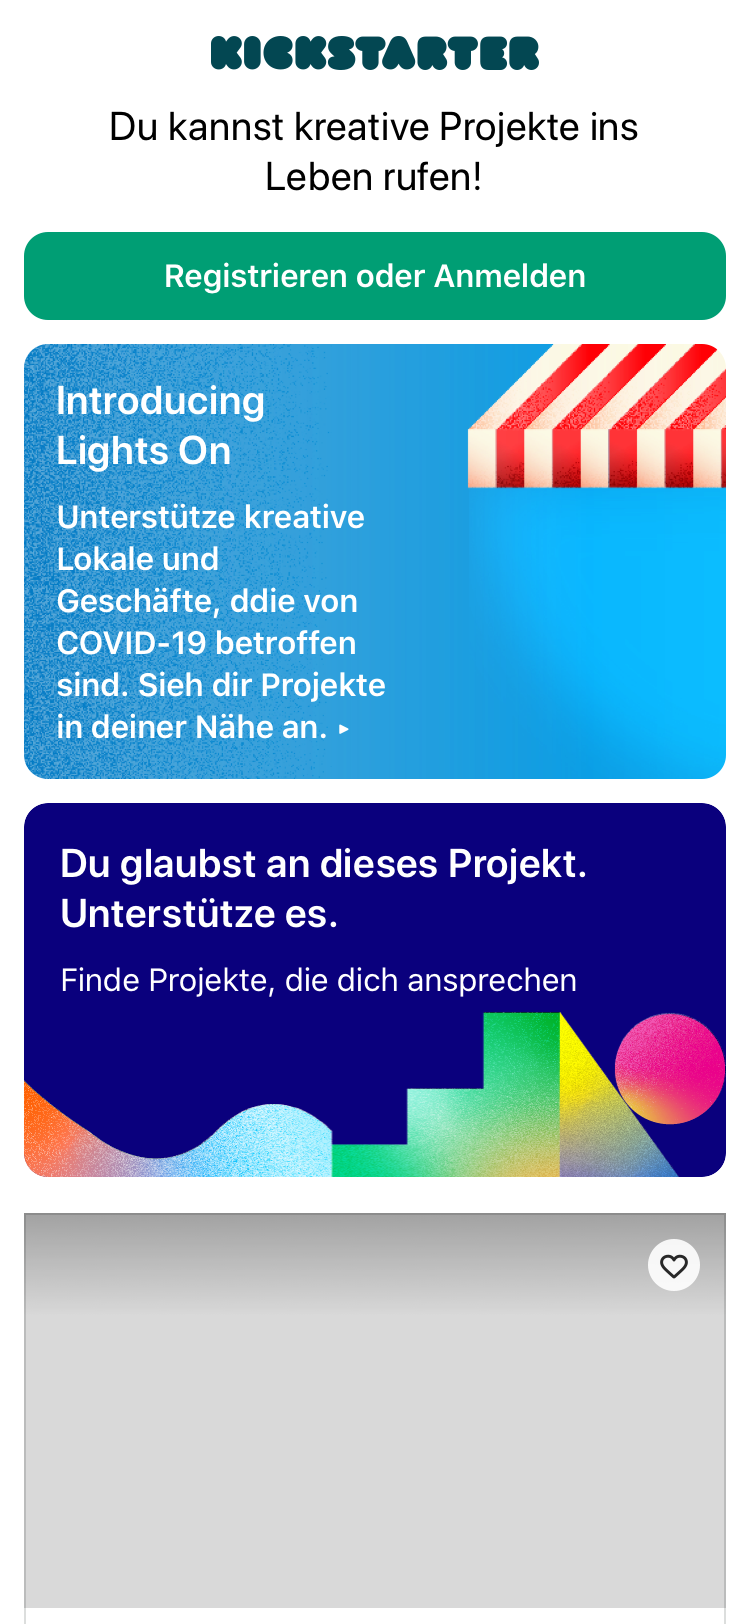 KICKSTARTER
Du kannst kreative Projekte ins
Leben rufen!
Registrieren oder Anmelden
Introducing
Lights On
Unterstütze kreative
Lokale und
Geschäfte, ddie von
COVID-19 betroffen
sind. Sieh dir Projekte
in deiner Nähe an. ▸
Du glaubst an dieses Projekt.
Unterstütze es.
Finde Projekte, die dich ansprechen